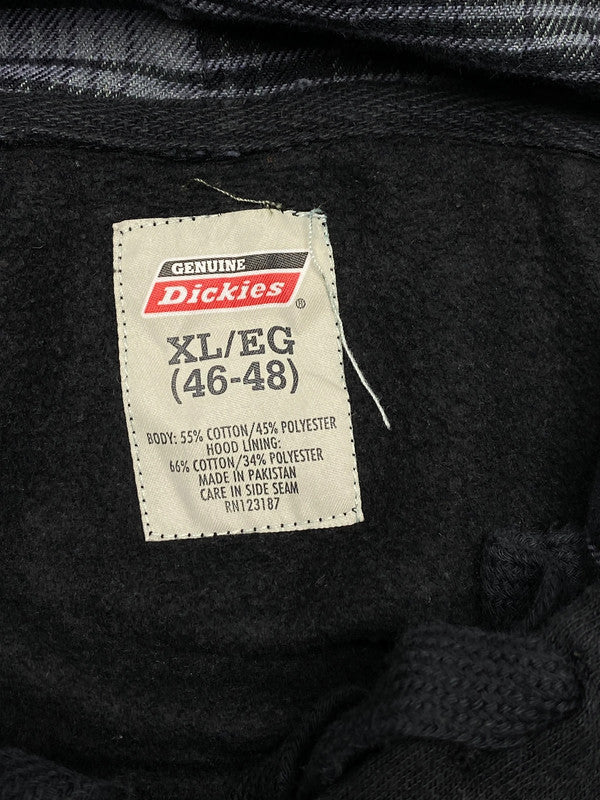 GENUINE
Dickies®
XL/EG
(46-48)
BODY: 55% COTTON/45% POLYESTER
HOOD LINING:
66% COTTON/34% POLYESTER
MADE IN PAKISTAN
CARE IN SIDE SEAM
RN123187